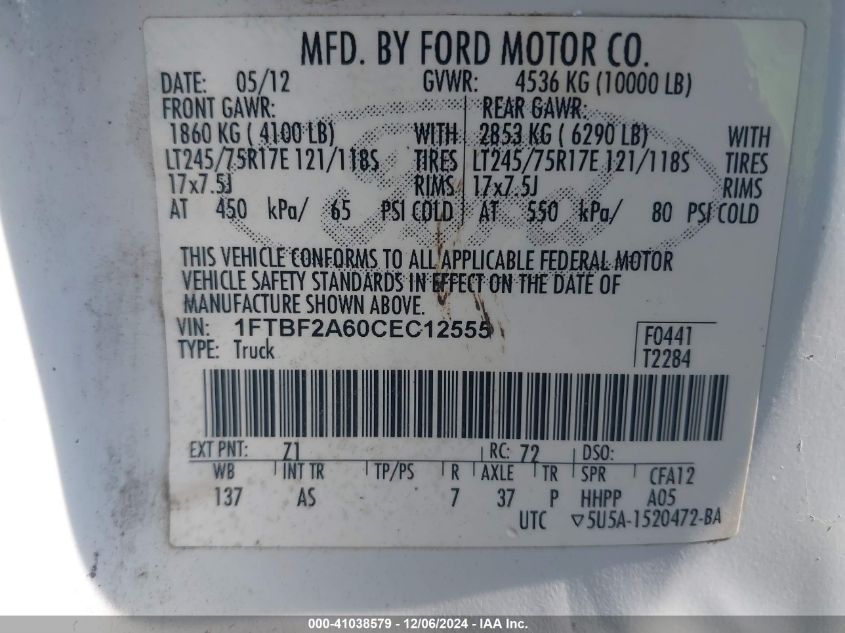 MFD. BY FORD MOTOR CO.
DATE: 05/12 GVWR: 4536 KG (10000 LB)
FRONT GAWR: REAR GAWR:
1860 KG ( 4100 LB) WITH 2853 KG ( 6290 LB) WITH
LT245/75R17E 121/118S TIRES LT245/75R17E 121/118S TIRES
17x7.5J RIMS 17x7.5J RIMS
AT 450 kPa/ 65 PSI COLD AT 550 kPa/ 80 PSI COLD
THIS VEHICLE CONFORMS TO ALL APPLICABLE FEDERAL MOTOR
VEHICLE SAFETY STANDARDS IN EFFECT ON THE DATE OF
MANUFACTURE SHOWN ABOVE.
VIN: 1FTBF2A60CEC12555 F0441
TYPE: Truck T2284
EXT PNT: Z1 RC: 72 DSO:
WB INT TR TP/PS R AXLE TR SPR CFA12
137 AS 7 37 P HHPP A05
UTC ▽5U5A-1520472-BA
000-41038579 - 12/06/2024 - IAA Inc.